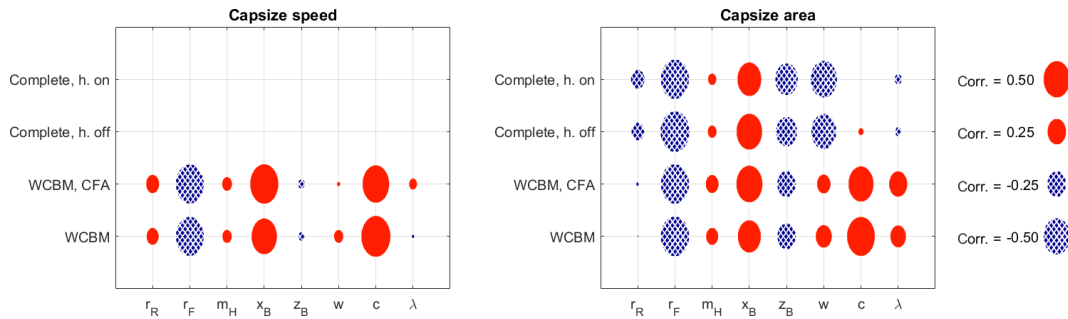 Capsize speed
Complete, h. on
Complete, h. off
WCBM, CFA
WCBM
r_R r_F m_H x_B z_B w c λ
Capsize area
Complete, h. on
Complete, h. off
WCBM, CFA
WCBM
r_R r_F m_H x_B z_B w c λ
Corr. = 0.50
Corr. = 0.25
Corr. = -0.25
Corr. = -0.50